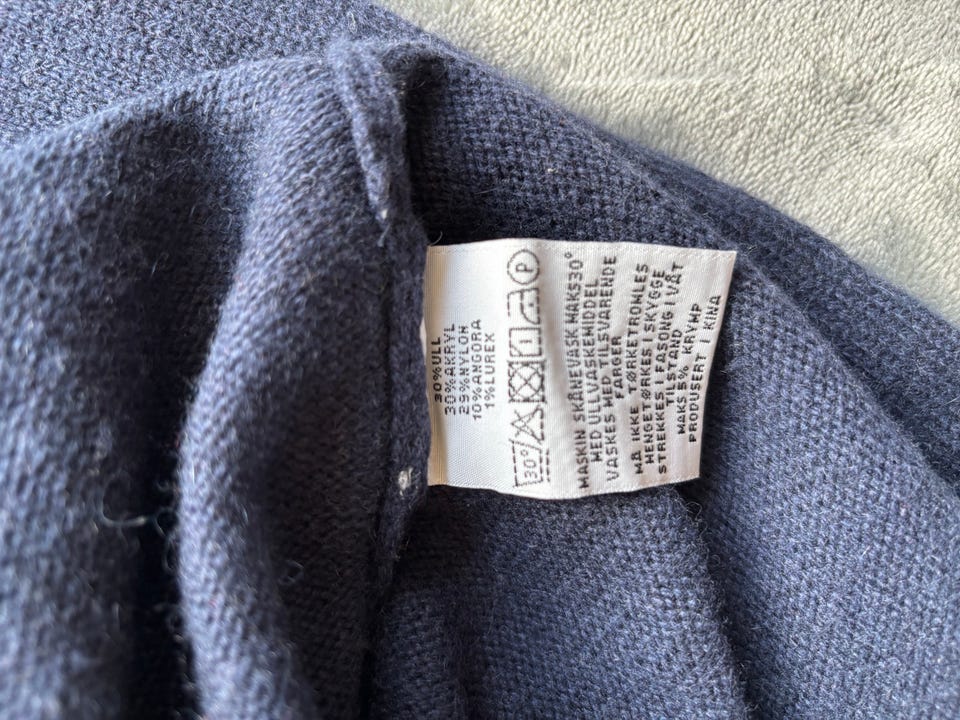 30%ULL
30%AKRYL
29%NYLON
10%ANGORA
1%LUREX
30° P
MASKIN SKÅNEVASK MAKS30°
MED ULLVASKEMIDDEL
VASKES MED TILSVARENDE
FARGER
MÅ IKKE TØRKETROMLES
HENGETØRKES I SKYGGE
STREKKES I FASONG I VÅT
TILSTAND
MAKS 5% KRYMP
PRODUSERT I KINA